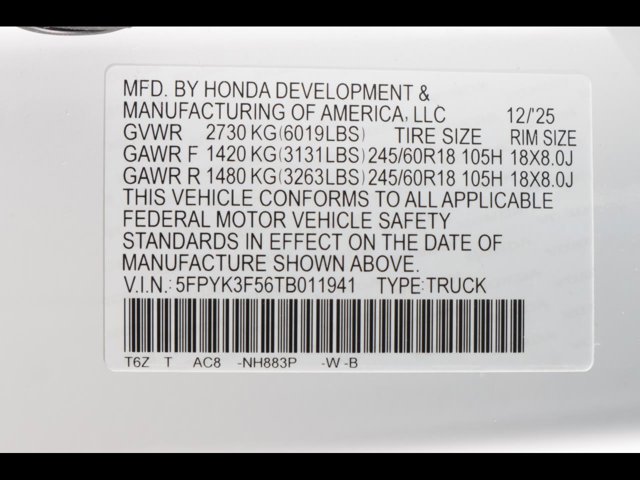 MFD. BY HONDA DEVELOPMENT &
MANUFACTURING OF AMERICA, LLC 12/'25
GVWR 2730 KG(6019LBS) TIRE SIZE RIM SIZE
GAWR F 1420 KG(3131LBS) 245/60R18 105H 18X8.0J
GAWR R 1480 KG(3263LBS) 245/60R18 105H 18X8.0J
THIS VEHICLE CONFORMS TO ALL APPLICABLE
FEDERAL MOTOR VEHICLE SAFETY
STANDARDS IN EFFECT ON THE DATE OF
MANUFACTURE SHOWN ABOVE.
V.I.N.: 5FPYK3F56TB011941 TYPE:TRUCK
T6Z T AC8 -NH883P -W -B